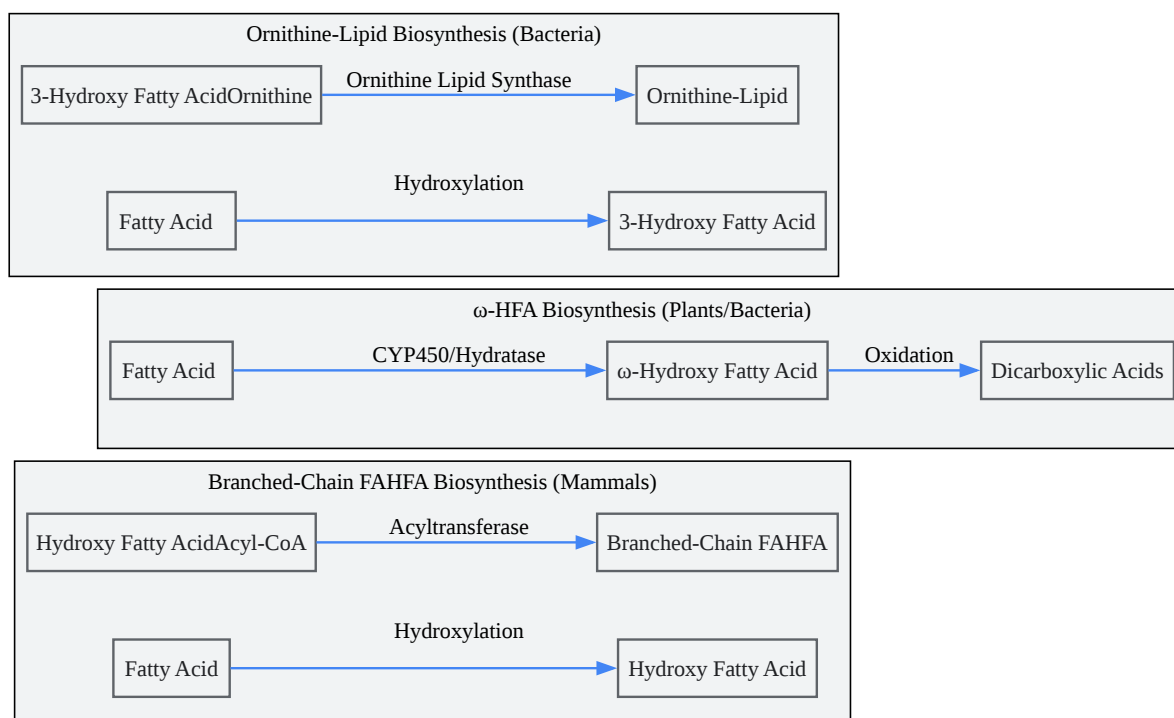 Ornithine-Lipid Biosynthesis (Bacteria)
3-Hydroxy Fatty AcidOrnithine
Ornithine Lipid Synthase
Ornithine-Lipid
Fatty Acid
Hydroxylation
3-Hydroxy Fatty Acid
ω-HFA Biosynthesis (Plants/Bacteria)
Fatty Acid
CYP450/Hydratase
ω-Hydroxy Fatty Acid
Oxidation
Dicarboxylic Acids
Branched-Chain FAHFA Biosynthesis (Mammals)
Hydroxy Fatty AcidAcyl-CoA
Acyltransferase
Branched-Chain FAHFA
Fatty Acid
Hydroxylation
Hydroxy Fatty Acid